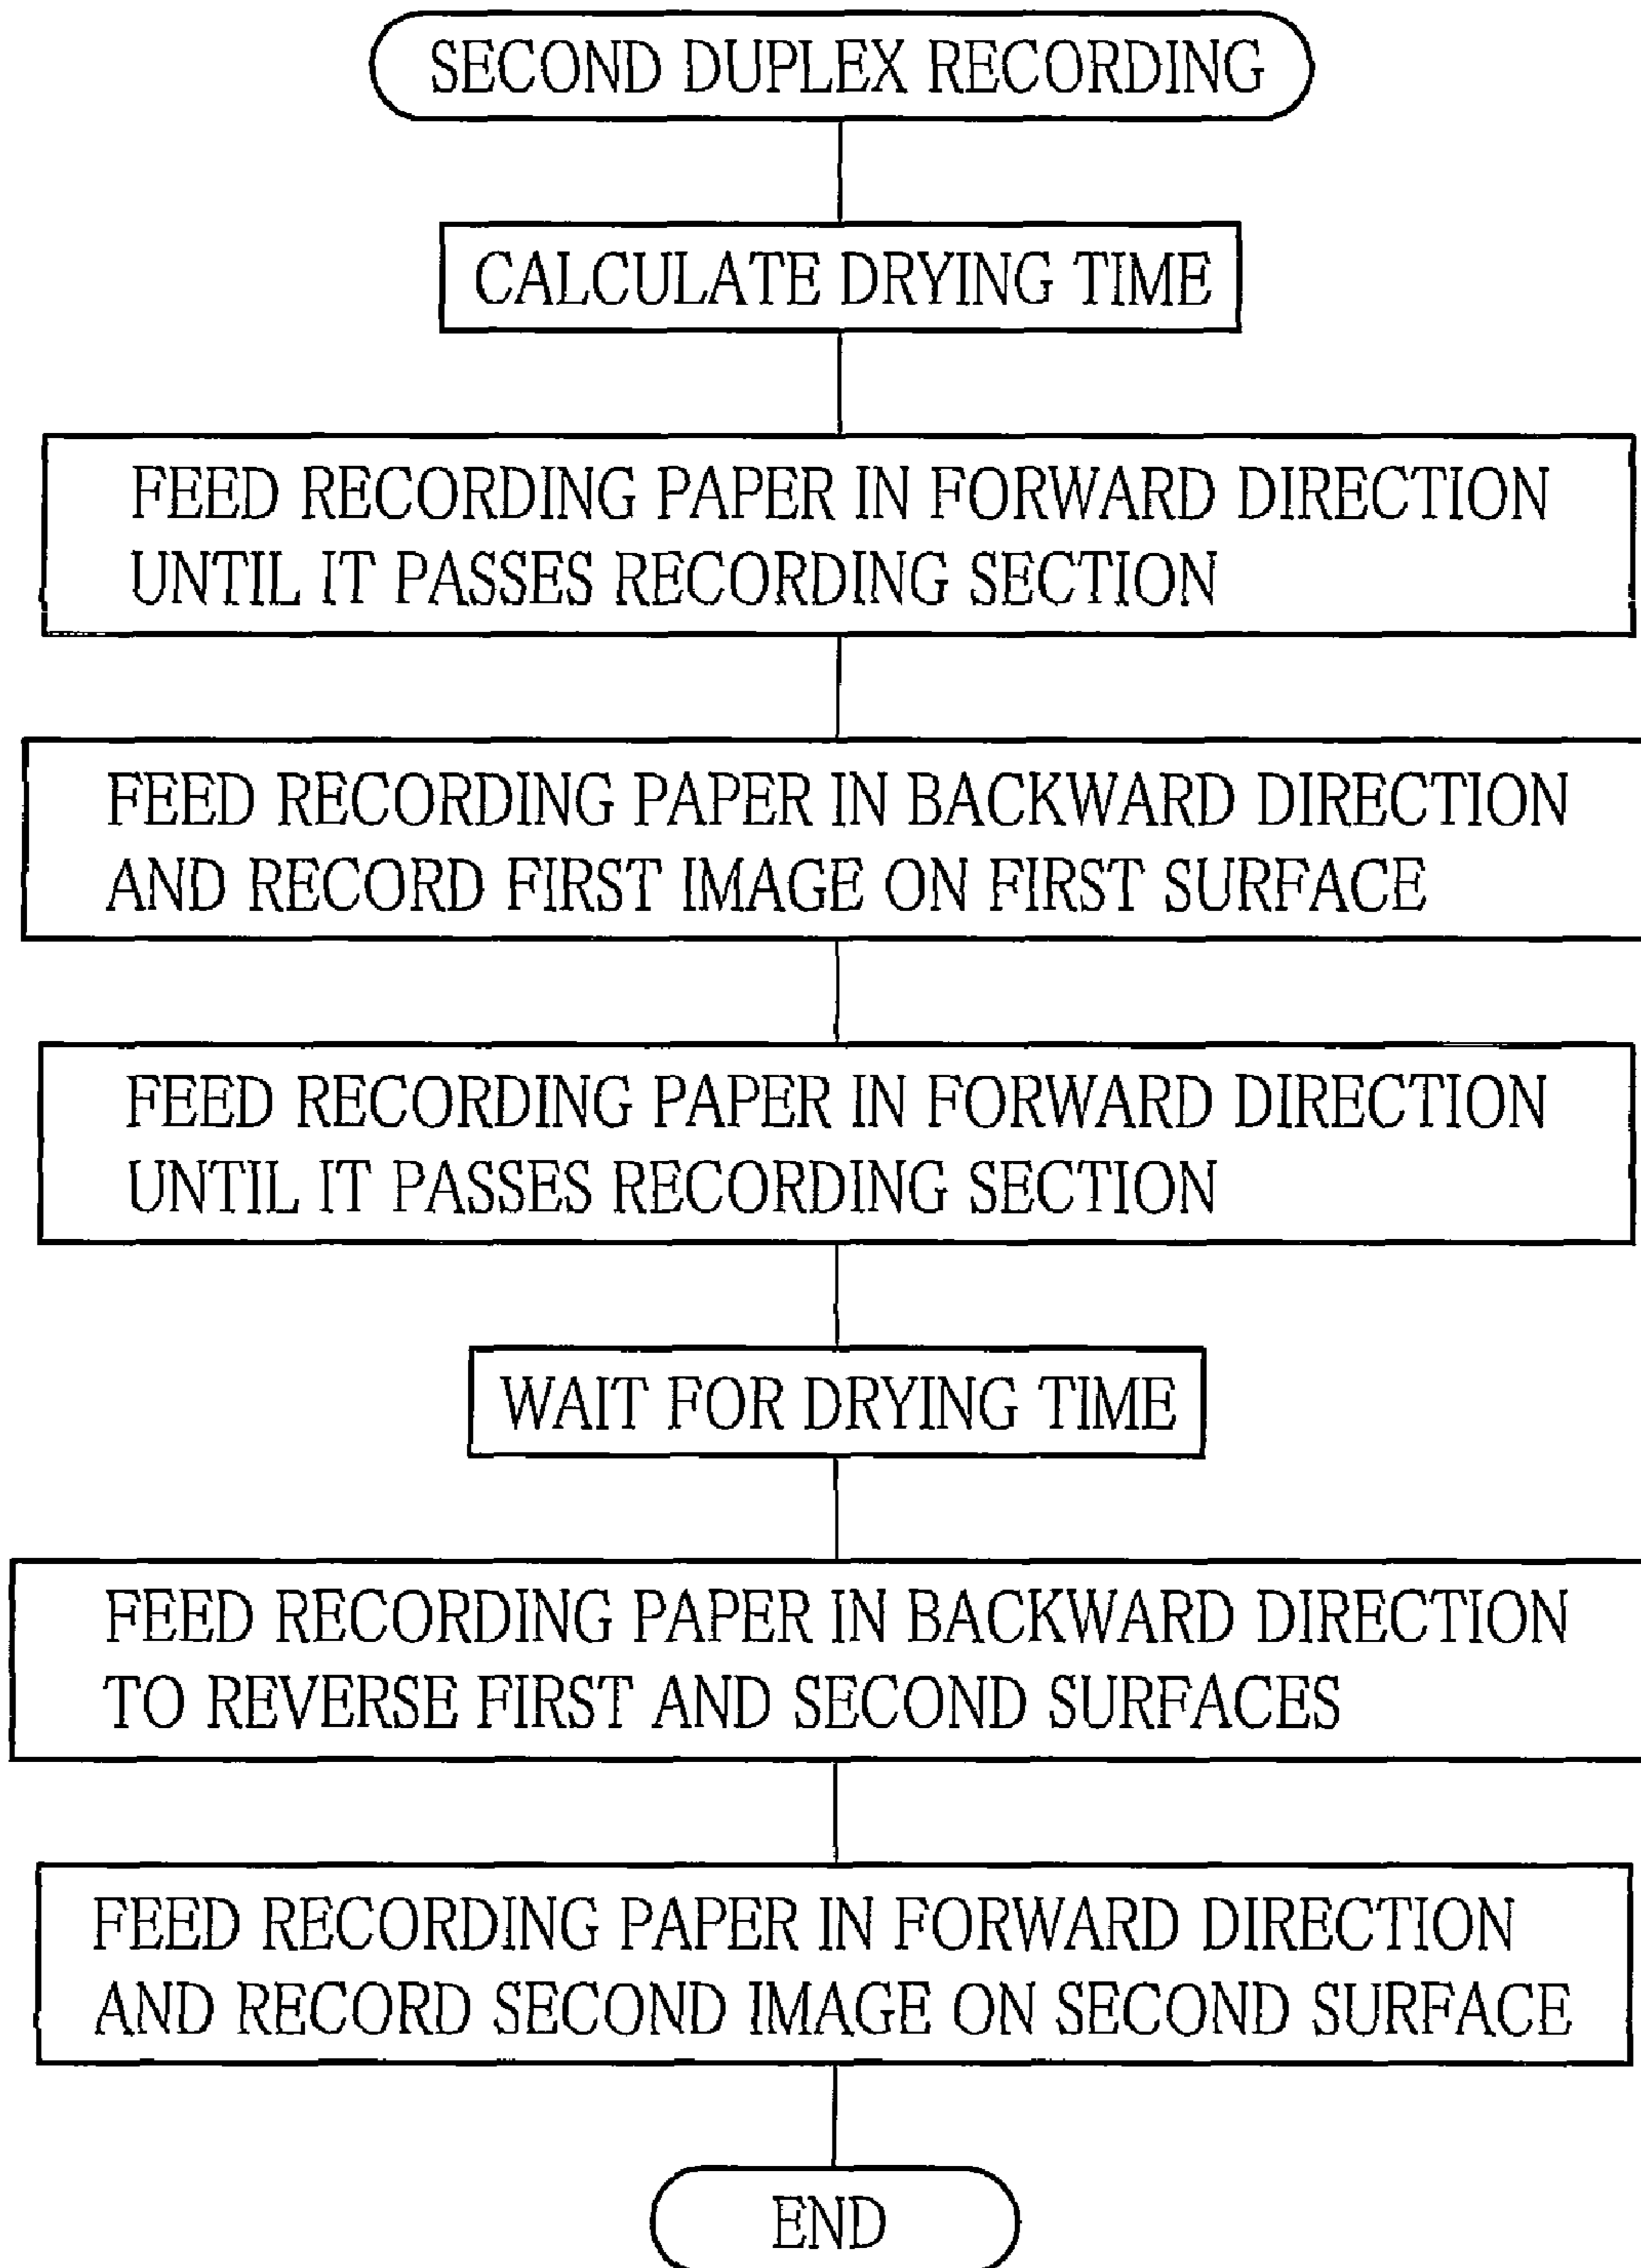 SECOND DUPLEX RECORDING
CALCULATE DRYING TIME
FEED RECORDING PAPER IN FORWARD DIRECTION
UNTIL IT PASSES RECORDING SECTION
FEED RECORDING PAPER IN BACKWARD DIRECTION
AND RECORD FIRST IMAGE ON FIRST SURFACE
FEED RECORDING PAPER IN FORWARD DIRECTION
UNTIL IT PASSES RECORDING SECTION
WAIT FOR DRYING TIME
FEED RECORDING PAPER IN BACKWARD DIRECTION
TO REVERSE FIRST AND SECOND SURFACES
FEED RECORDING PAPER IN FORWARD DIRECTION
AND RECORD SECOND IMAGE ON SECOND SURFACE
END